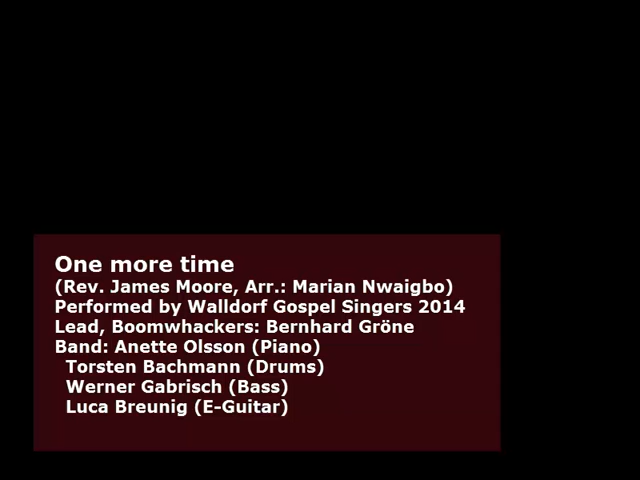 One more time
(Rev. James Moore, Arr.: Marian Nwaigbo)
Performed by Walldorf Gospel Singers 2014
Lead, Boomwhackers: Bernhard Gröne
Band: Anette Olsson (Piano)
Torsten Bachmann (Drums)
Werner Gabrisch (Bass)
Luca Breunig (E-Guitar)